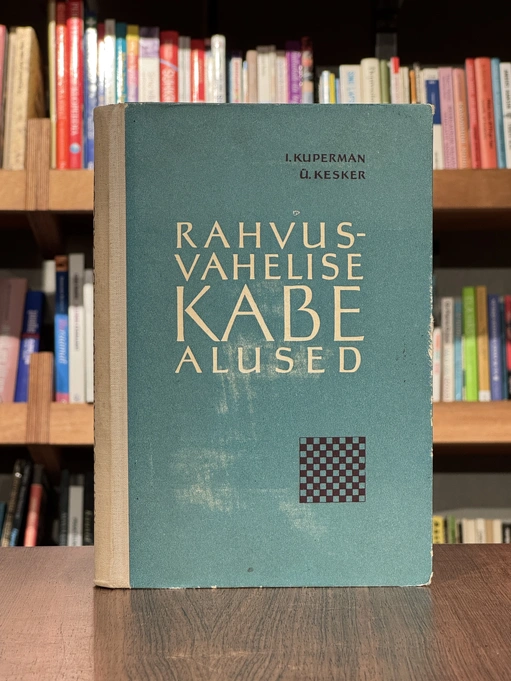 I. KUPERMAN
Ü. KESKER
RAHVUS-
VAHELISE
KABE
ALUSED